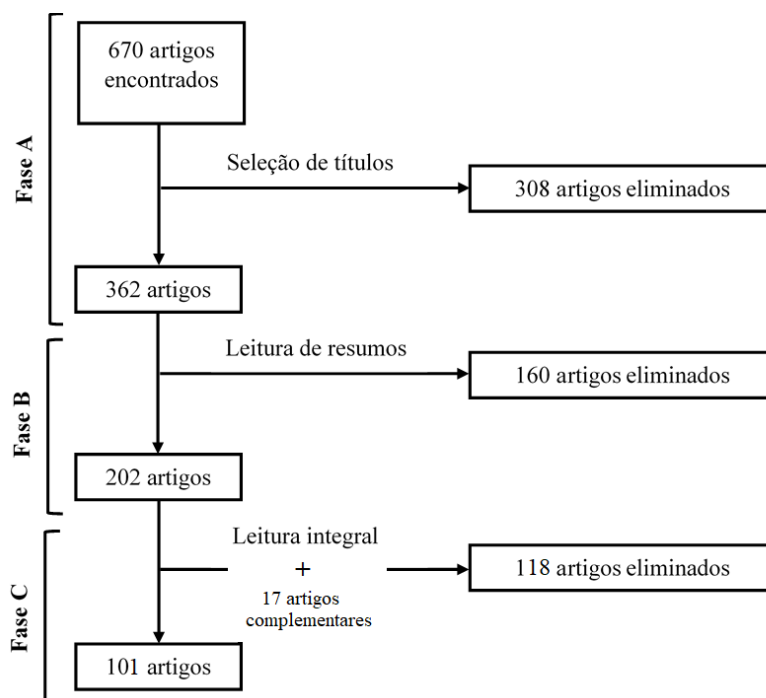 Fase A
670 artigos
encontrados
Seleção de títulos
308 artigos eliminados
362 artigos
Fase B
Leitura de resumos
160 artigos eliminados
202 artigos
Fase C
Leitura integral
+
17 artigos
complementares
118 artigos eliminados
101 artigos